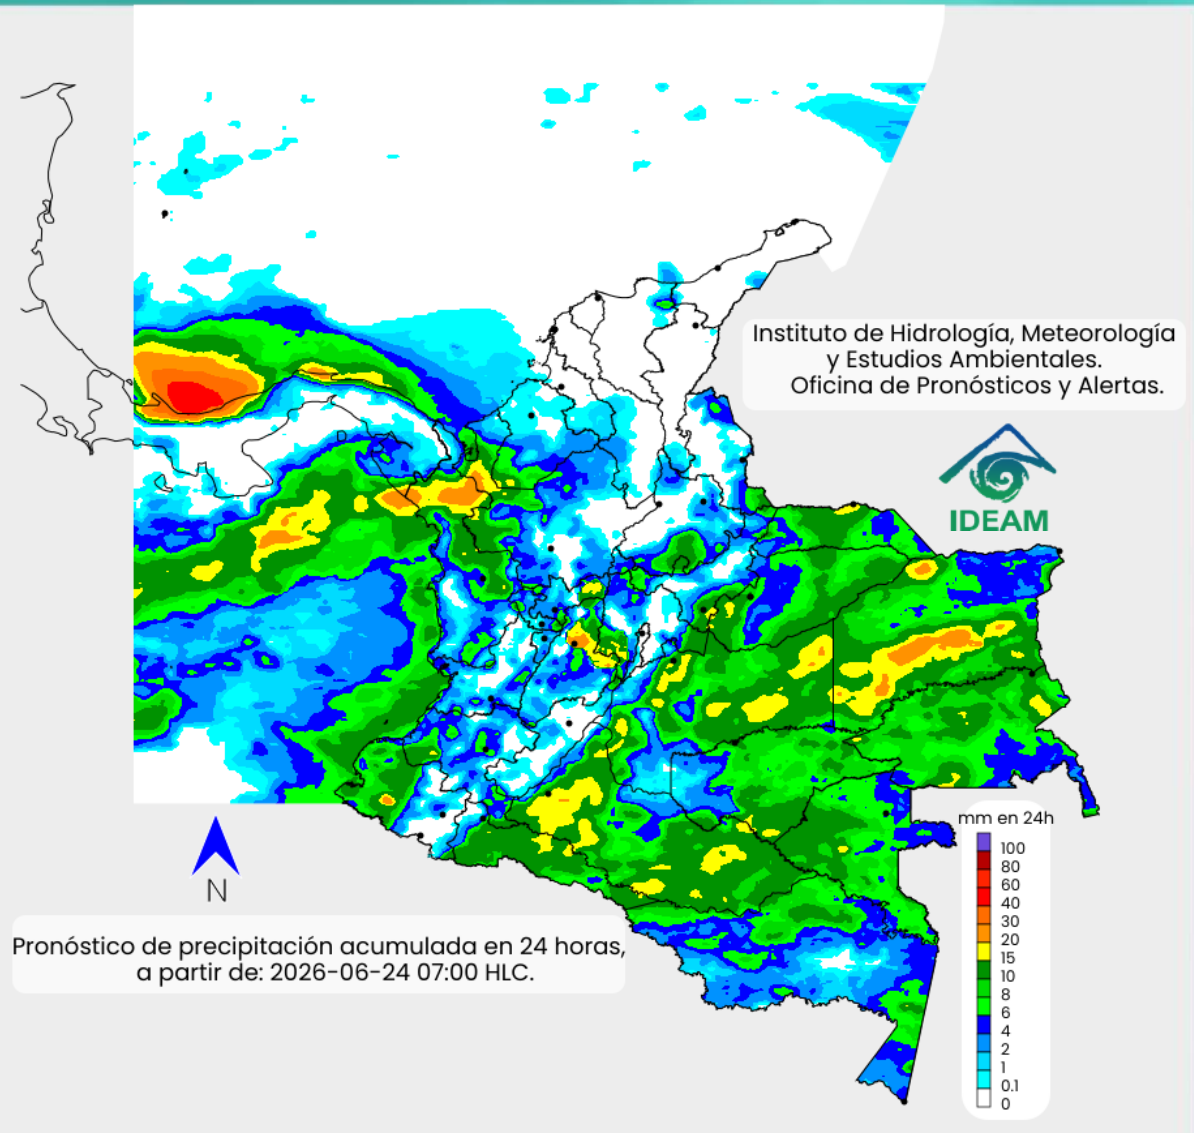 Instituto de Hidrología, Meteorología
y Estudios Ambientales.
Oficina de Pronósticos y Alertas.
IDEAM
mm en 24h
100
80
60
40
30
20
15
10
8
6
4
2
1
0.1
0
N
Pronóstico de precipitación acumulada en 24 horas,
a partir de: 2026-06-24 07:00 HLC.